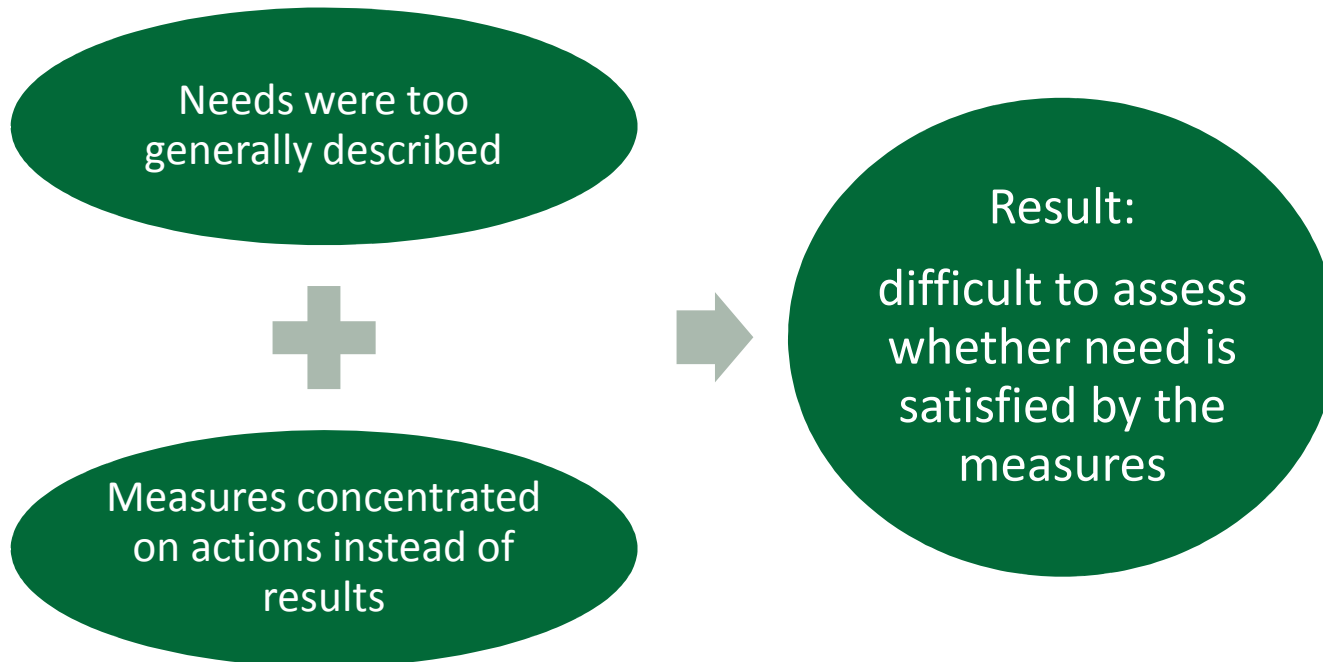 Needs were too
generally described
Measures concentrated
on actions instead of
results
Result:
difficult to assess
whether need is
satisfied by the
measures